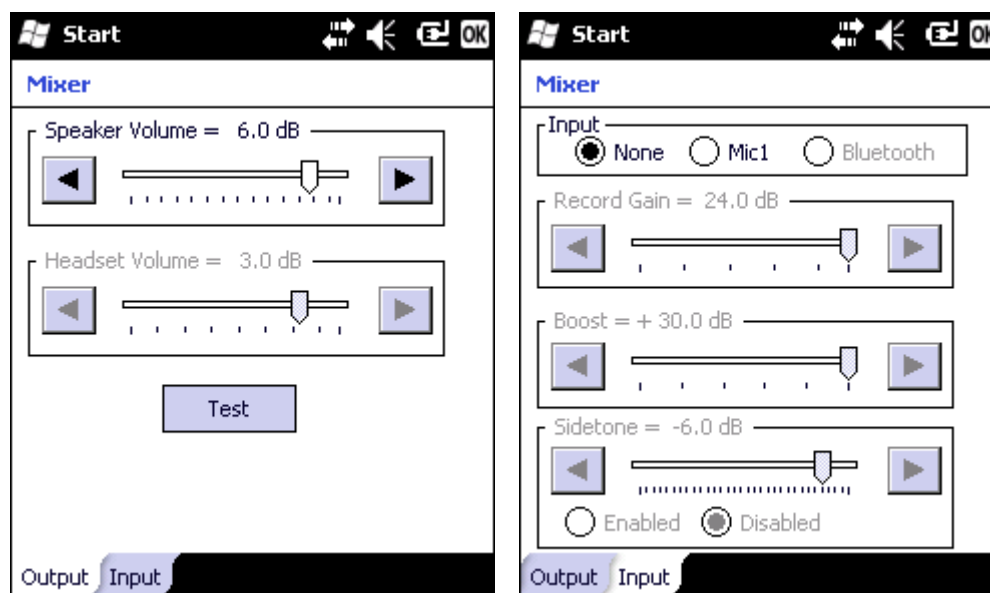 Start
OK
Mixer
Speaker Volume = 6.0 dB
Headset Volume = 3.0 dB
Test
Output Input
Start
OK
Mixer
Input
None Mic1 Bluetooth
Record Gain = 24.0 dB
Boost = + 30.0 dB
Sidetone = -6.0 dB
Enabled Disabled
Output Input